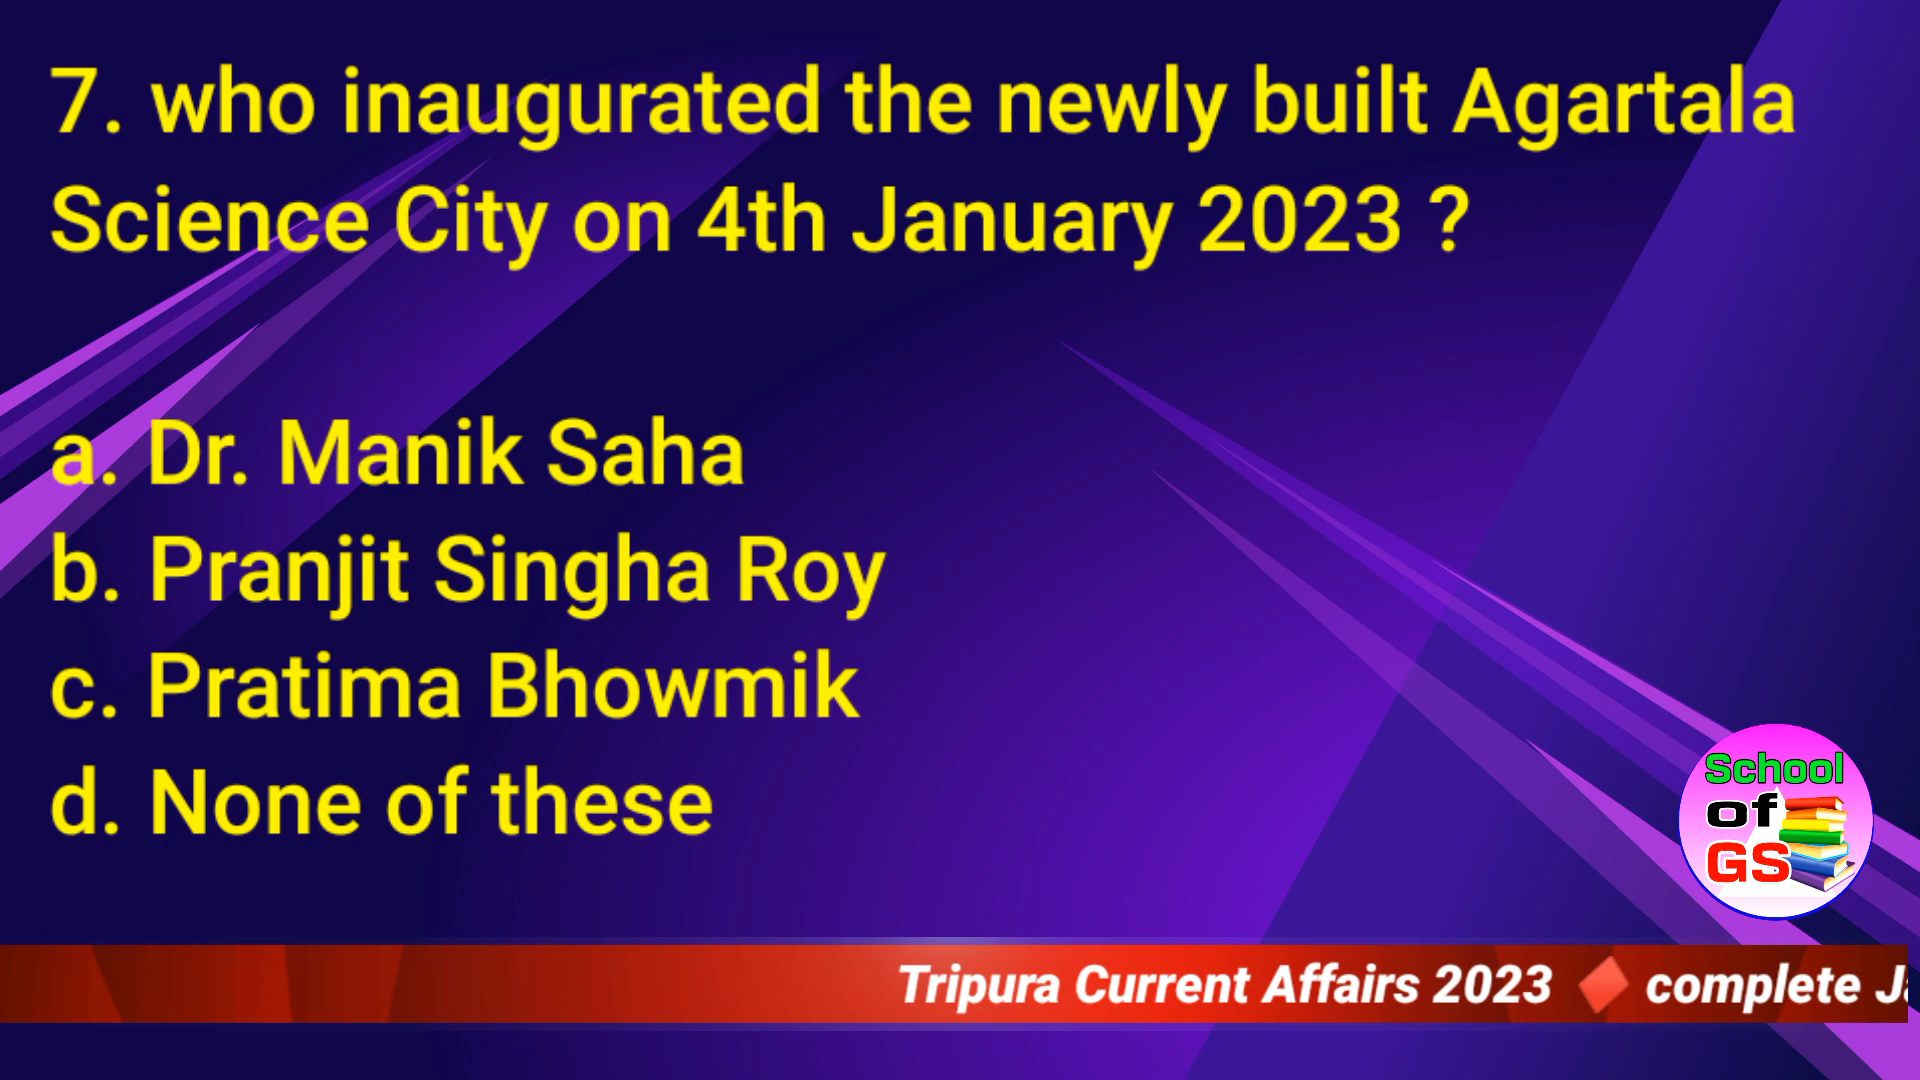 7. who inaugurated the newly built Agartala
Science City on 4th January 2023 ?
a. Dr. Manik Saha
b. Pranjit Singha Roy
c. Pratima Bhowmik
d. None of these
School
of
GS
Tripura Current Affairs 2023 🔶 complete